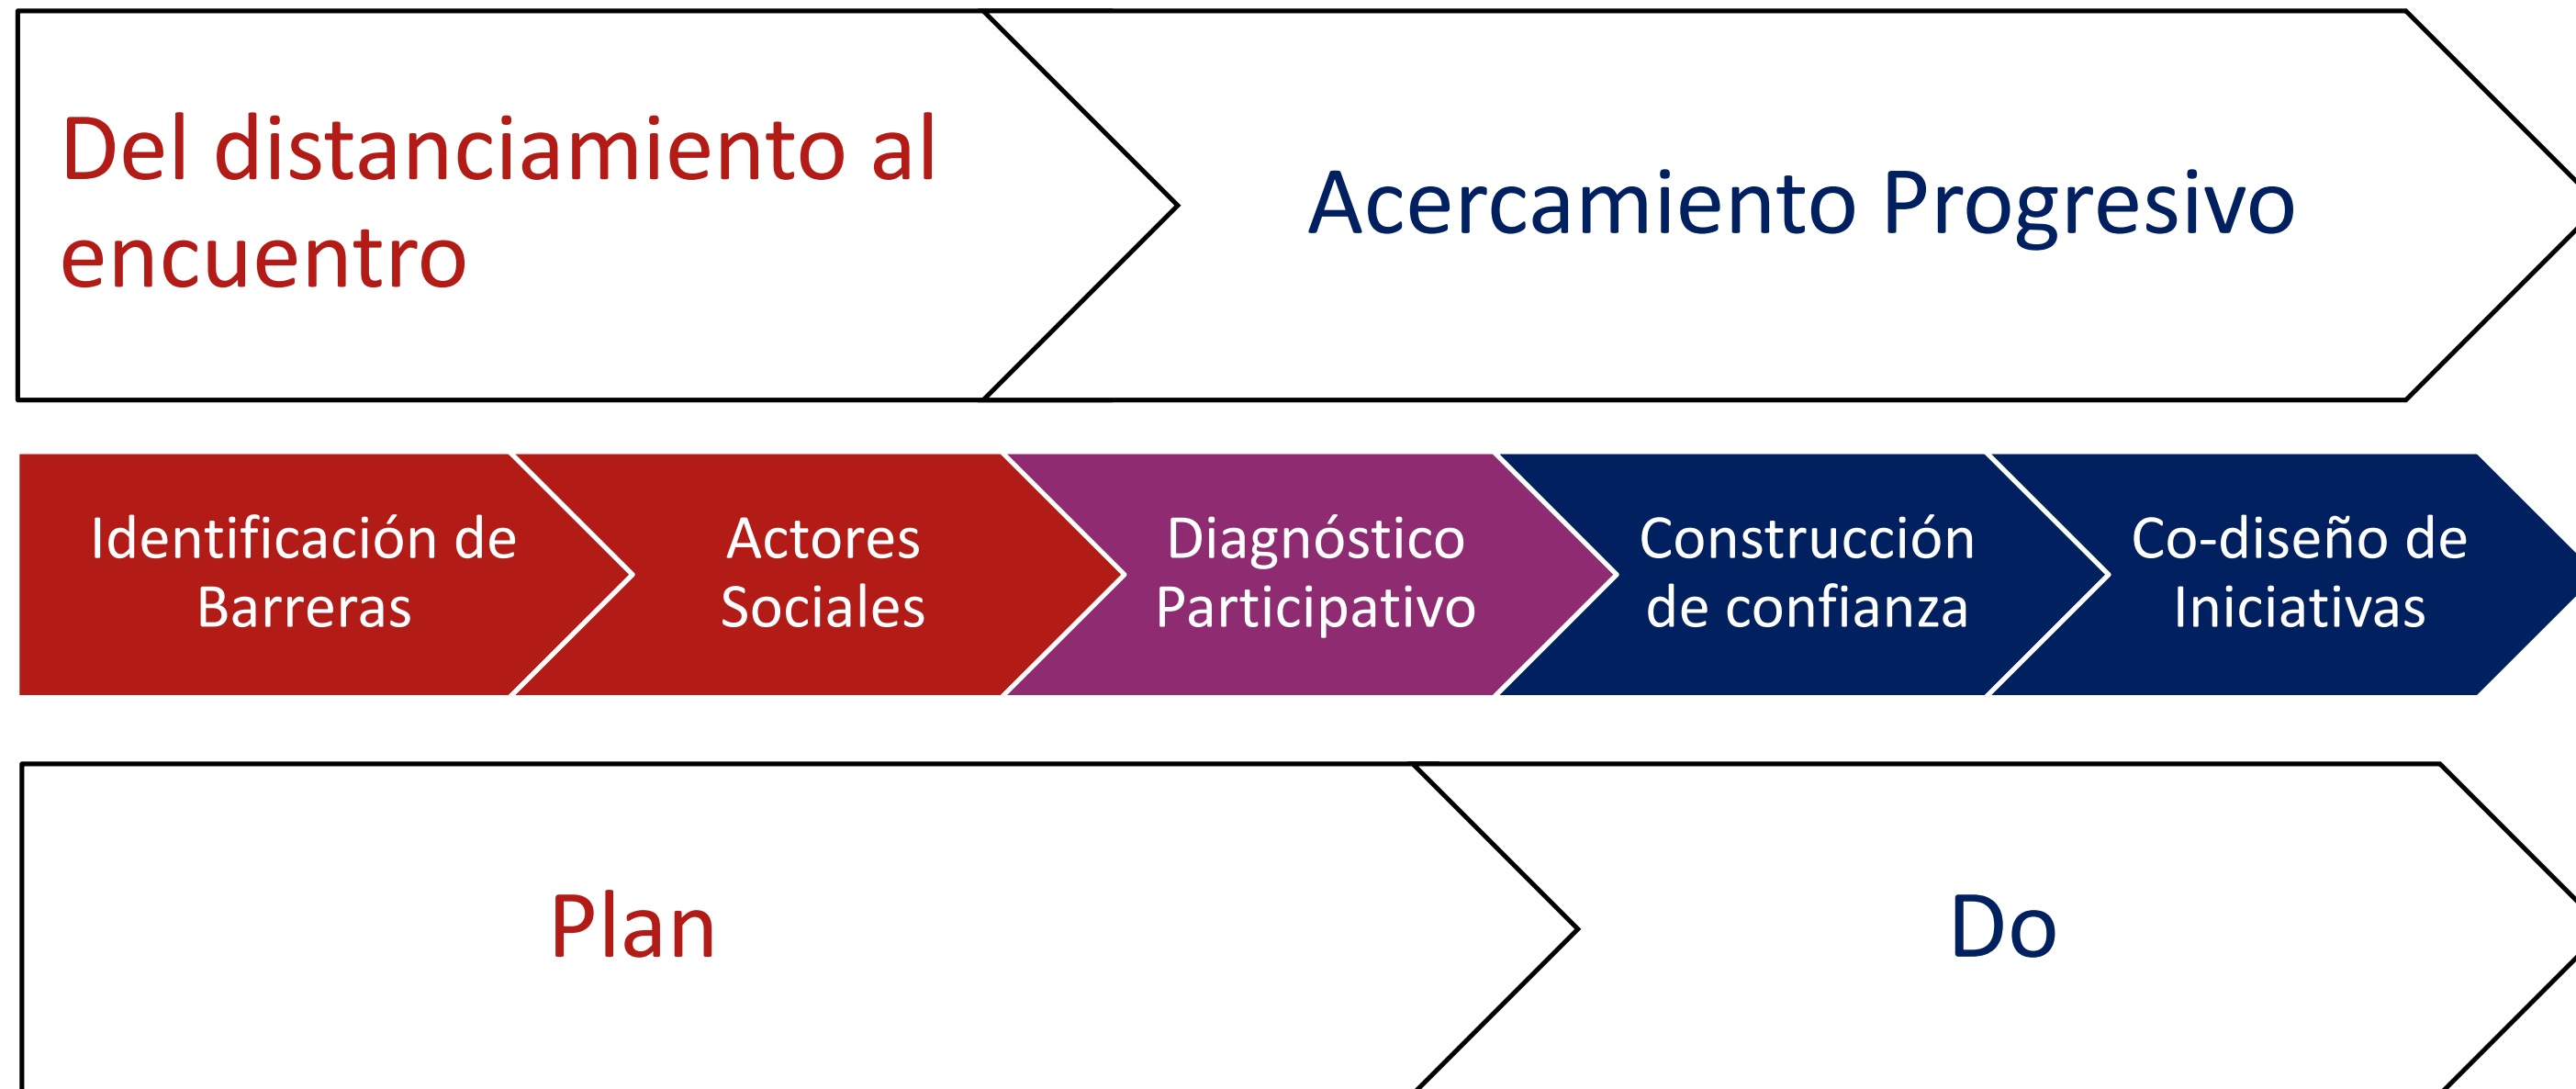 Del distanciamiento al
encuentro
Acercamiento Progresivo
Identificación de
Barreras
Actores
Sociales
Diagnóstico
Participativo
Construcción
de confianza
Co-diseño de
Iniciativas
Plan
Do